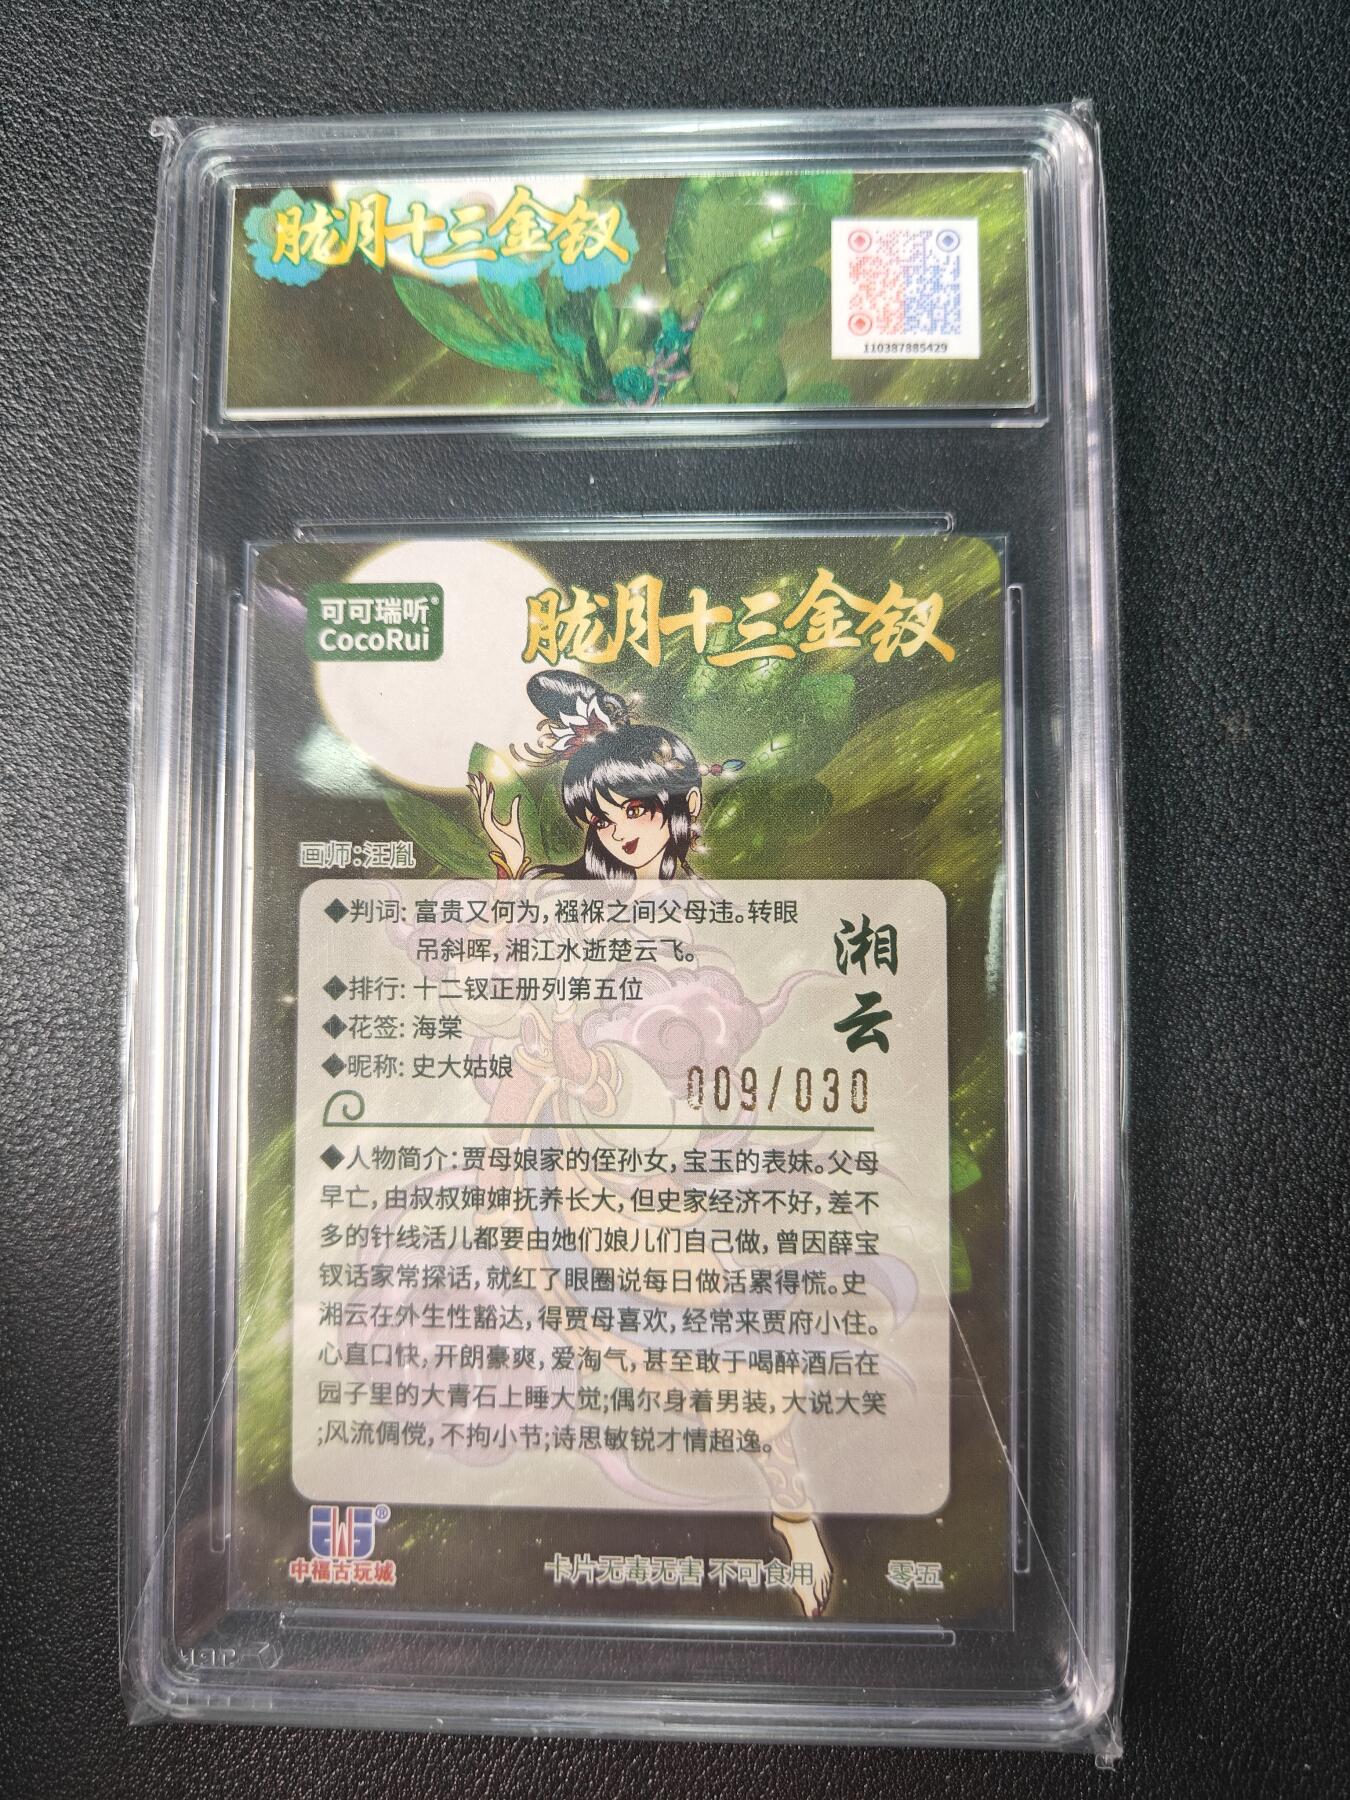 胧月十三金钗
110387885429
可可瑞听®
CocoRui
胧月十三金钗
画师:汪胤
◆判词: 富贵又何为,襁褓之间父母违。转眼
吊斜晖,湘江水逝楚云飞。
◆排行: 十二钗正册列第五位
◆花签: 海棠
◆昵称: 史大姑娘
湘云
009/030
◆人物简介:贾母娘家的侄孙女,宝玉的表妹。父母
早亡,由叔叔婶婶抚养长大,但史家经济不好,差不
多的针线活儿都要由她们娘儿们自己做,曾因薛宝
钗话家常探话,就红了眼圈说每日做活累得慌。史
湘云在外生性豁达,得贾母喜欢,经常来贾府小住。
心直口快,开朗豪爽,爱淘气,甚至敢于喝醉酒后在
园子里的大青石上睡大觉;偶尔身着男装,大说大笑
;风流倜傥,不拘小节;诗思敏锐才情超逸。
®
中福古玩城
卡片无毒无害 不可食用
零五